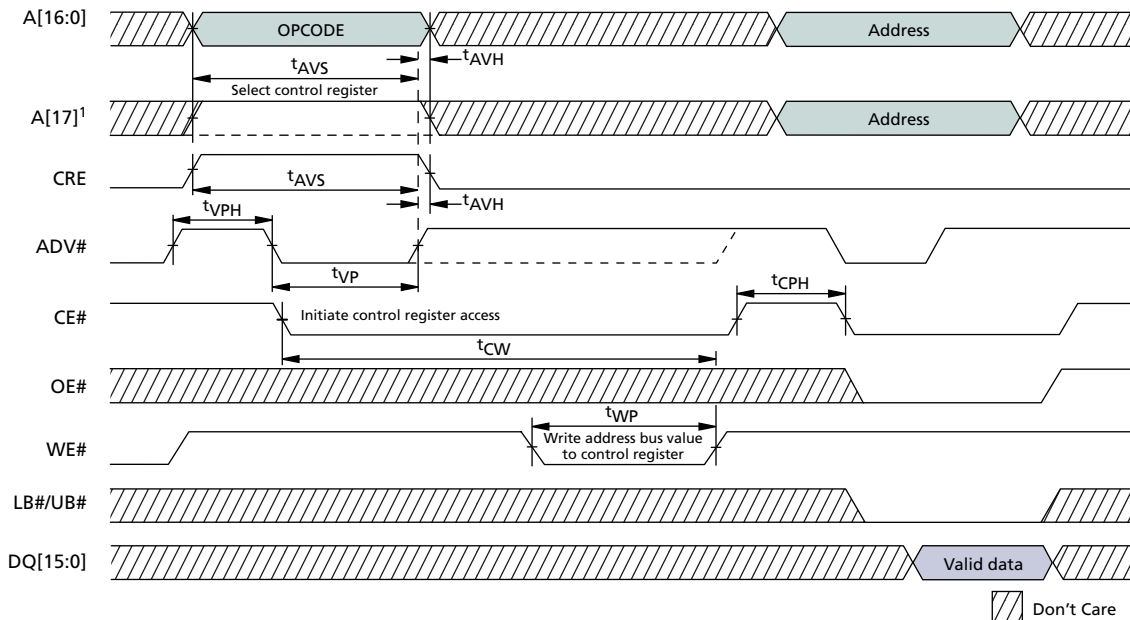 A[16:0]
OPCODE
Address
tAVS
tAVH
Select control register
A[17]1
Address
CRE
tAVS
tAVH
tVPH
ADV#
tVP
tCPH
CE#
Initiate control register access
tCW
OE#
tWP
WE#
Write address bus value
to control register
LB#/UB#
DQ[15:0]
Valid data
Don't Care